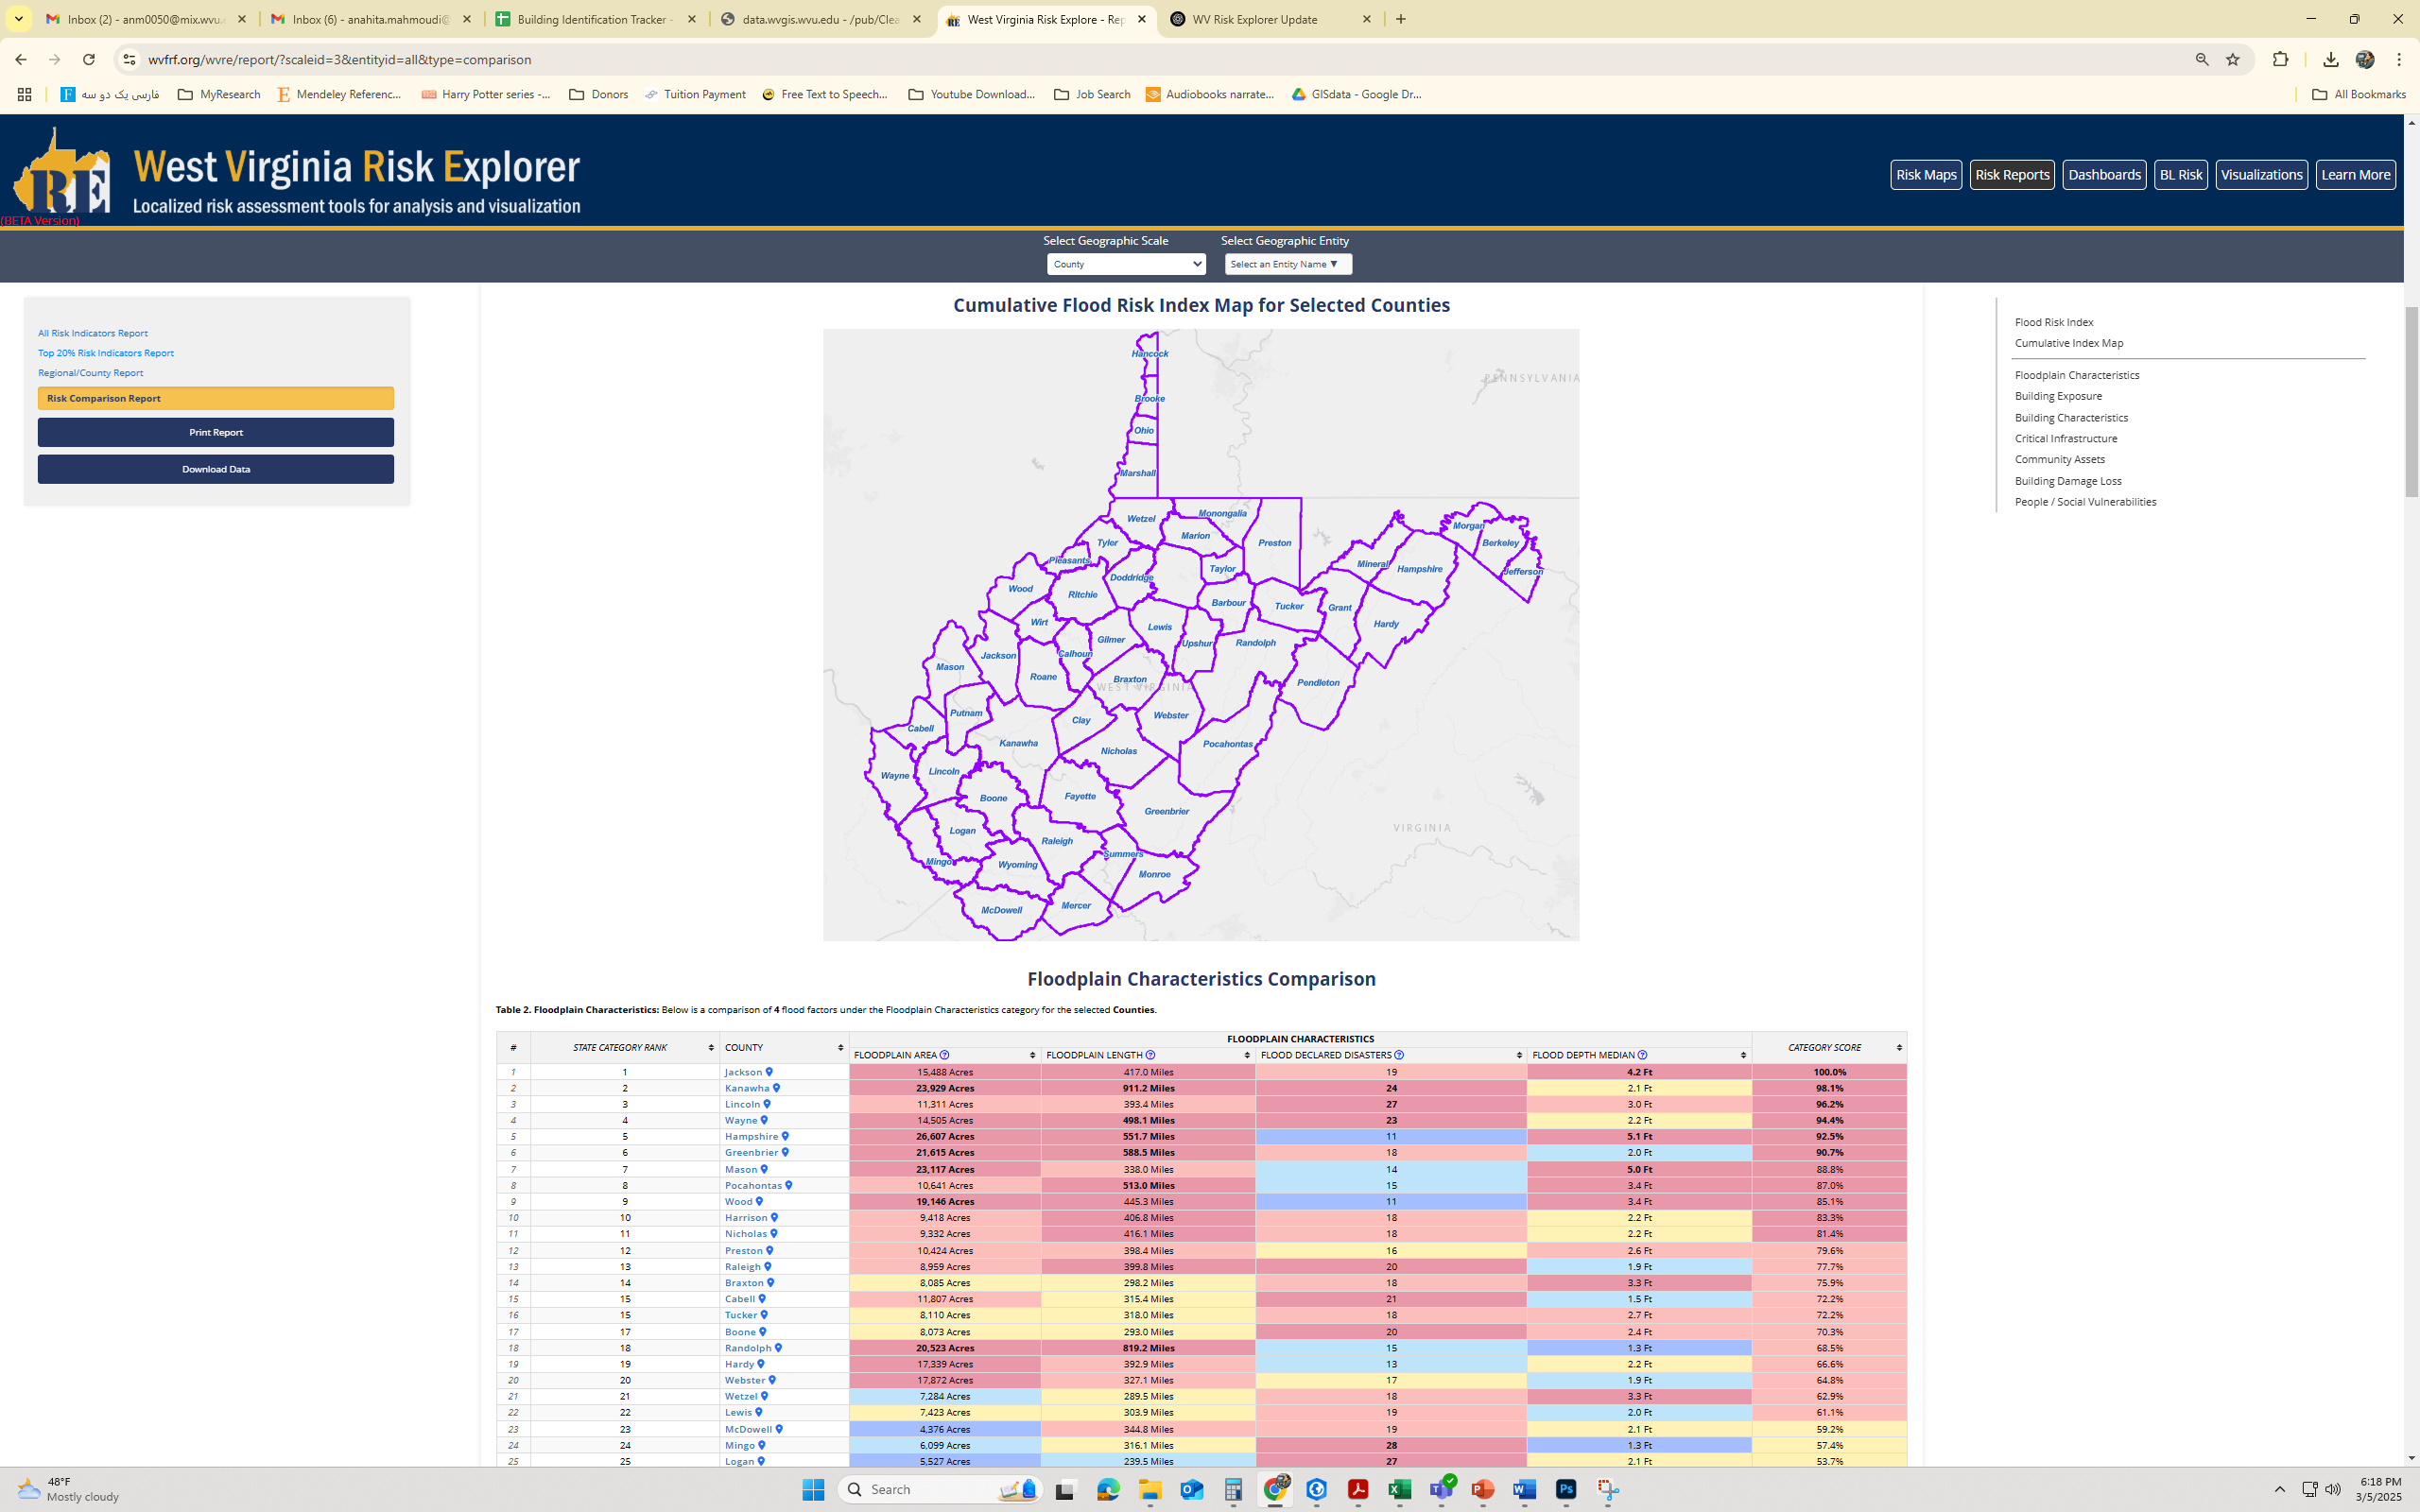 Inbox (2) - anm0050@mix.wvu.
Inbox (6) - anahita.mahmoudi@
Building Identification Tracker -
data.wvgis.wvu.edu - /pub/Clea
West Virginia Risk Explore - Rep
WV Risk Explorer Update
wvfrf.org/wvre/report/?scaleid=3&entityid=all&type=comparison
فارسی یک دو سه
MyResearch
Mendeley Referenc...
Harry Potter series -...
Donors
Tuition Payment
Free Text to Speech...
Youtube Download...
Job Search
Audiobooks narrate...
GISdata - Google Dr...
All Bookmarks
RE
West Virginia Risk Explorer
Localized risk assessment tools for analysis and visualization
(BETA Version)
Risk Maps
Risk Reports
Dashboards
BL Risk
Visualizations
Learn More
Select Geographic Scale
Select Geographic Entity
County
Select an Entity Name ▼
All Risk Indicators Report
Top 20% Risk Indicators Report
Regional/County Report
Risk Comparison Report
Print Report
Download Data
Cumulative Flood Risk Index Map for Selected Counties
Hancock
PENNSYLVANIA
Brooke
Ohio
Marshall
Wetzel
Monongalia
Marion
Preston
Tyler
Morgan
Berkeley
Jefferson
Mineral
Hampshire
Pleasants
Doddridge
Taylor
Wood
Ritchie
Barbour
Tucker
Grant
Hardy
Wirt
Lewis
Gilmer
Upshur
Randolph
Calhoun
Jackson
Mason
Roane
Braxton
WEST VIRGINIA
Pendleton
Putnam
Clay
Webster
Cabell
Kanawha
Nicholas
Pocahontas
Wayne
Lincoln
Boone
Fayette
Greenbrier
Logan
Raleigh
VIRGINIA
Mingo
Wyoming
Summers
Monroe
McDowell
Mercer
Flood Risk Index
Cumulative Index Map
Floodplain Characteristics
Building Exposure
Building Characteristics
Critical Infrastructure
Community Assets
Building Damage Loss
People / Social Vulnerabilities
Floodplain Characteristics Comparison
Table 2. Floodplain Characteristics: Below is a comparison of 4 flood factors under the Floodplain Characteristics category for the selected Counties.
# STATE CATEGORY RANK COUNTY FLOODPLAIN CHARACTERISTICS CATEGORY SCORE
FLOODPLAIN AREA FLOODPLAIN LENGTH FLOOD DECLARED DISASTERS FLOOD DEPTH MEDIAN
1 1 Jackson 15,488 Acres 417.0 Miles 19 4.2 Ft 100.0%
2 2 Kanawha 23,929 Acres 911.2 Miles 24 2.1 Ft 98.1%
3 3 Lincoln 11,311 Acres 393.4 Miles 27 3.0 Ft 96.2%
4 4 Wayne 14,505 Acres 498.1 Miles 23 2.2 Ft 94.4%
5 5 Hampshire 26,607 Acres 551.7 Miles 11 5.1 Ft 92.5%
6 6 Greenbrier 21,615 Acres 588.5 Miles 18 2.0 Ft 90.7%
7 7 Mason 23,117 Acres 338.0 Miles 14 5.0 Ft 88.8%
8 8 Pocahontas 10,641 Acres 513.0 Miles 15 3.4 Ft 87.0%
9 9 Wood 19,146 Acres 445.3 Miles 11 3.4 Ft 85.1%
10 10 Harrison 9,418 Acres 406.8 Miles 18 2.2 Ft 83.3%
11 11 Nicholas 9,332 Acres 416.1 Miles 18 2.2 Ft 81.4%
12 12 Preston 10,424 Acres 398.4 Miles 16 2.6 Ft 79.6%
13 13 Raleigh 8,959 Acres 399.8 Miles 20 1.9 Ft 77.7%
14 14 Braxton 8,085 Acres 298.2 Miles 18 3.3 Ft 75.9%
15 15 Cabell 11,807 Acres 315.4 Miles 21 1.5 Ft 72.2%
16 15 Tucker 8,110 Acres 318.0 Miles 18 2.7 Ft 72.2%
17 17 Boone 8,073 Acres 293.0 Miles 20 2.4 Ft 70.3%
18 18 Randolph 20,523 Acres 819.2 Miles 15 1.3 Ft 68.5%
19 19 Hardy 17,339 Acres 392.9 Miles 13 2.2 Ft 66.6%
20 20 Webster 17,872 Acres 327.1 Miles 17 1.9 Ft 64.8%
21 21 Wetzel 7,284 Acres 289.5 Miles 18 3.3 Ft 62.9%
22 22 Lewis 7,423 Acres 303.9 Miles 19 2.0 Ft 61.1%
23 23 McDowell 4,376 Acres 344.8 Miles 19 2.1 Ft 59.2%
24 24 Mingo 6,099 Acres 316.1 Miles 28 1.3 Ft 57.4%
25 25 Logan 5,527 Acres 239.5 Miles 27 2.1 Ft 53.7%
48°F
Mostly cloudy
Search
6:18 PM
3/5/2025